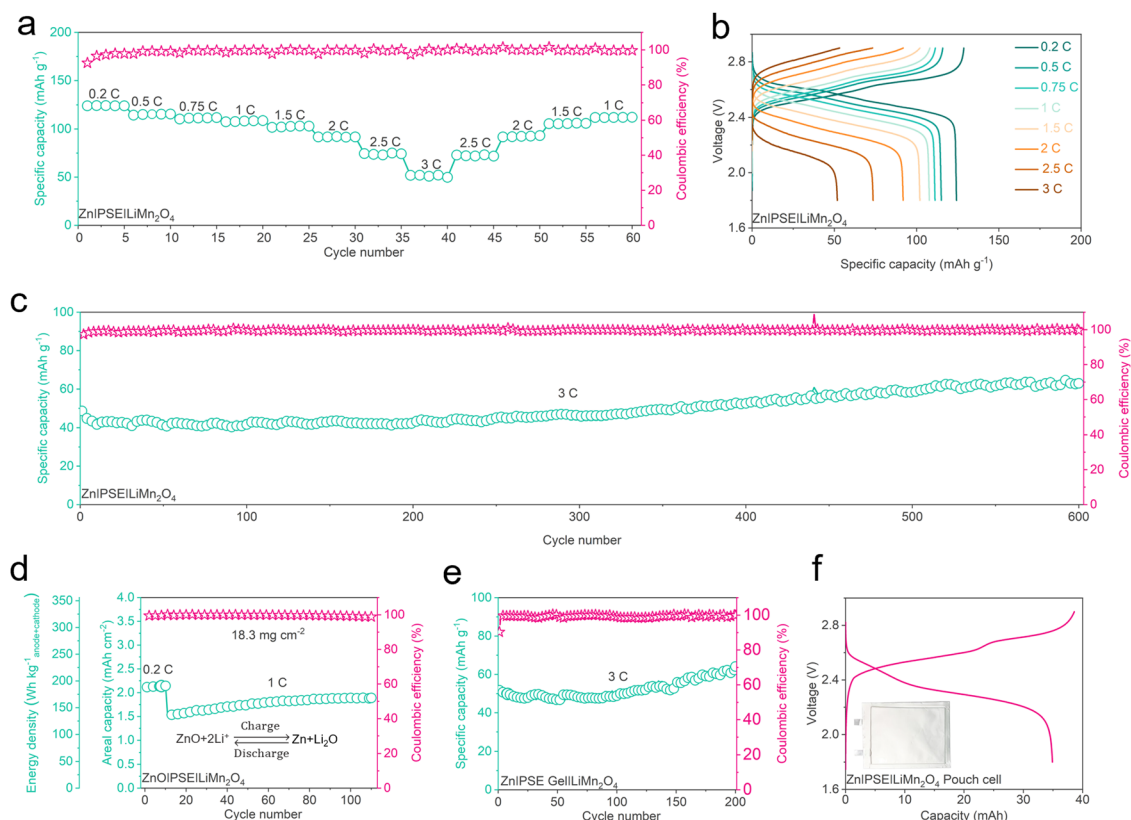 a
Specific capacity (mAh g⁻¹)
200
150
100
50
0
0.2 C
0.5 C
0.75 C
1 C
1.5 C
2 C
2.5 C
3 C
2.5 C
2 C
1.5 C
1 C
Zn|PSE|LiMn₂O₄
0 5 10 15 20 25 30 35 40 45 50 55 60
Cycle number
120
100
80
60
40
20
0
Coulombic efficiency (%)
b
Voltage (V)
2.8
2.4
2.0
1.6
0.2 C
0.5 C
0.75 C
1 C
1.5 C
2 C
2.5 C
3 C
Zn|PSE|LiMn₂O₄
0 50 100 150 200
Specific capacity (mAh g⁻¹)
c
Specific capacity (mAh g⁻¹)
100
80
60
40
20
0
3 C
Zn|PSE|LiMn₂O₄
0 100 200 300 400 500 600
Cycle number
100
80
60
40
20
0
Coulombic efficiency (%)
d
Energy density (Wh kg⁻¹anode+cathode)
350
300
250
200
150
100
50
0
Areal capacity (mAh cm⁻²)
4.0
3.5
3.0
2.5
2.0
1.5
1.0
0.5
0.0
18.3 mg cm⁻²
0.2 C
1 C
Charge
ZnO+2Li⁺ Zn+Li₂O
Discharge
ZnO|PSE|LiMn₂O₄
0 20 40 60 80 100
Cycle number
100
80
60
40
20
0
Coulombic efficiency (%)
e
Specific capacity (mAh g⁻¹)
100
80
60
40
20
0
3 C
Zn|PSE Gel|LiMn₂O₄
0 50 100 150 200
Cycle number
100
80
60
40
20
0
Coulombic efficiency (%)
f
Voltage (V)
2.8
2.4
2.0
1.6
Zn|PSE|LiMn₂O₄ Pouch cell
0 10 20 30 40
Capacity (mAh)